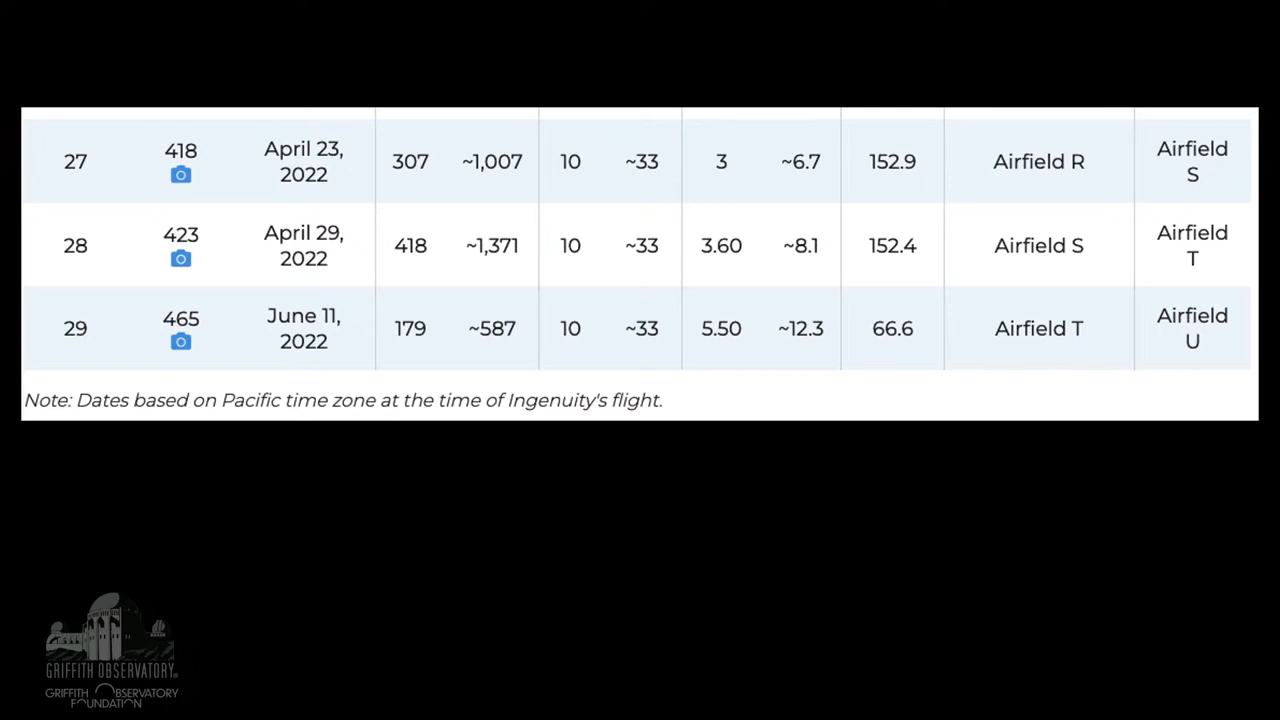 27 418 April 23, 2022 307 ~1,007 10 ~33 3 ~6.7 152.9 Airfield R Airfield S
28 423 April 29, 2022 418 ~1,371 10 ~33 3.60 ~8.1 152.4 Airfield S Airfield T
29 465 June 11, 2022 179 ~587 10 ~33 5.50 ~12.3 66.6 Airfield T Airfield U
Note: Dates based on Pacific time zone at the time of Ingenuity's flight.
GRIFFITH OBSERVATORY®
GRIFFITH OBSERVATORY
FOUNDATION